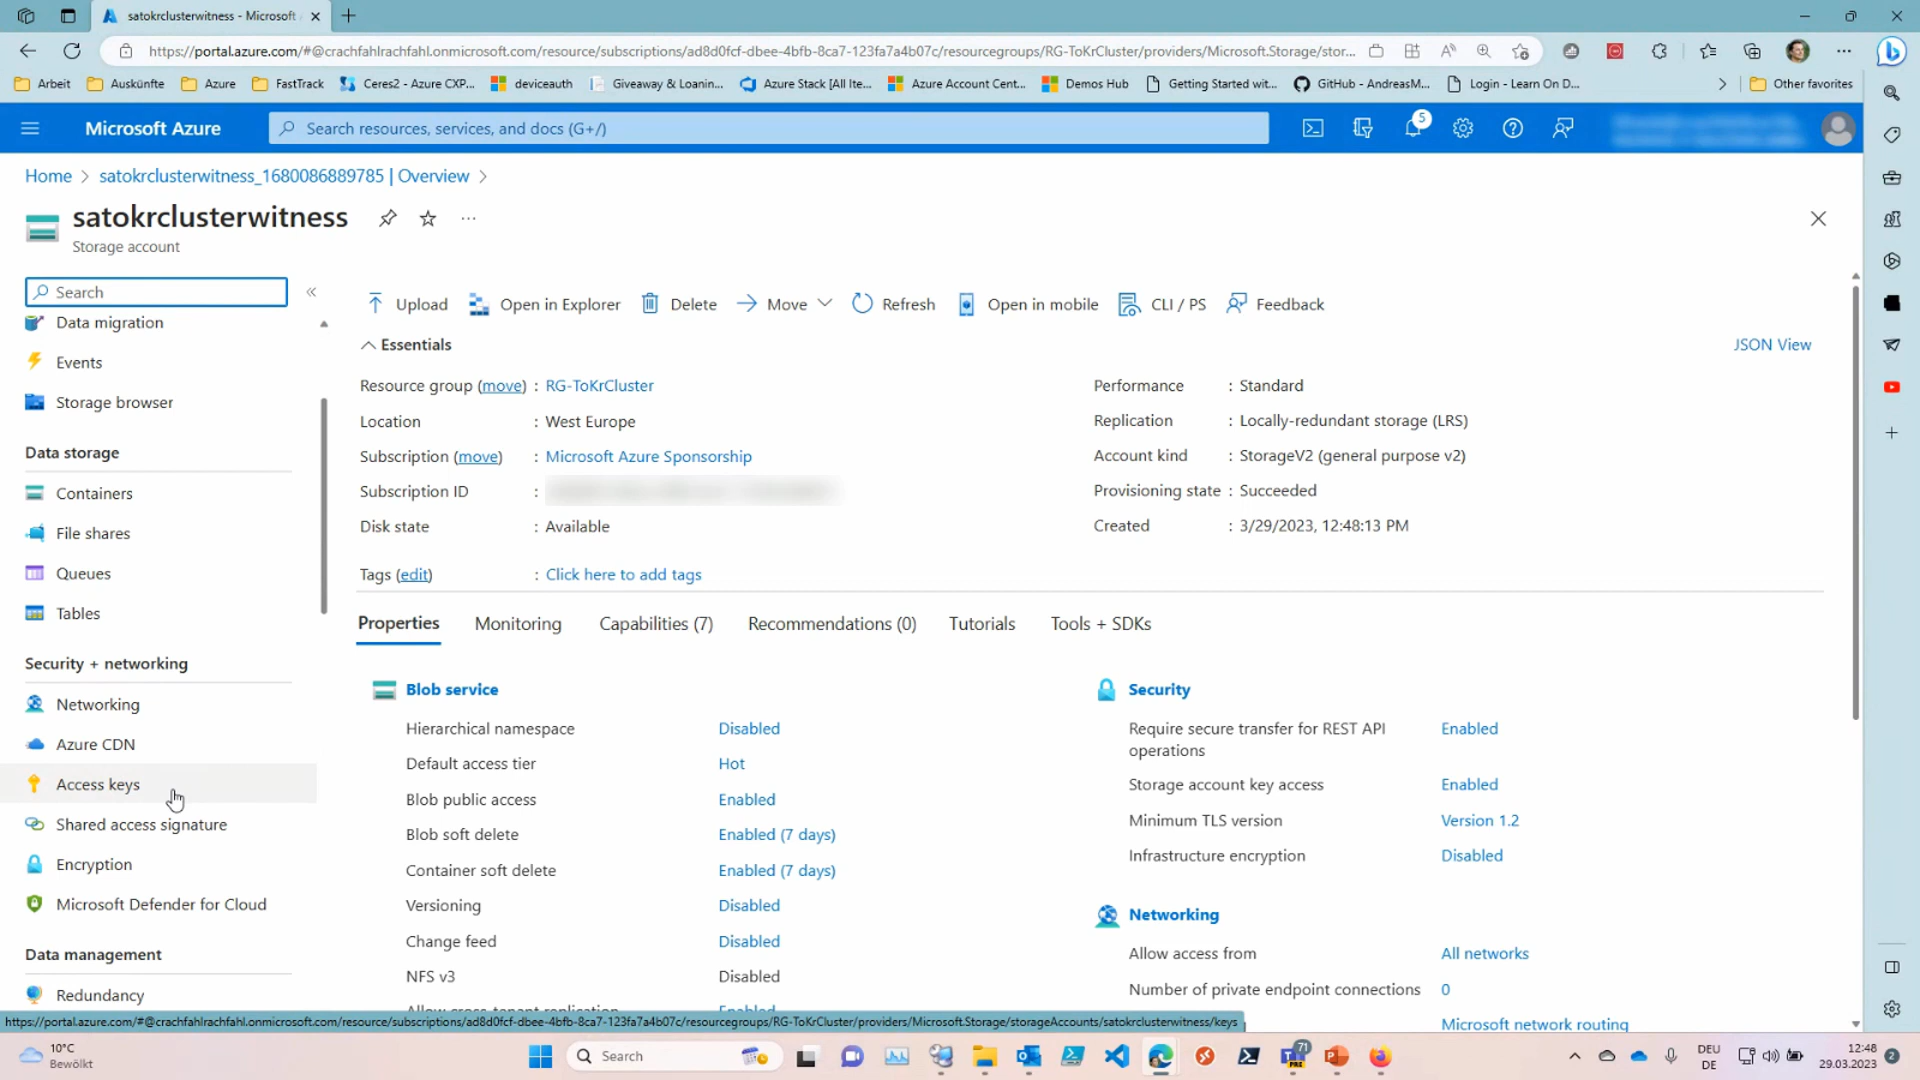 satokrclusterwitness - Microsoft
https://portal.azure.com/#@crachfahlrachfahl.onmicrosoft.com/resource/subscriptions/ad8d0fcf-dbee-4bfb-8ca7-123fa7a4b07c/resourcegroups/RG-ToKrCluster/providers/Microsoft.Storage/stor...
Arbeit Auskünfte Azure FastTrack Ceres2 - Azure CXP... deviceauth Giveaway & Loanin... Azure Stack [All Ite... Azure Account Cent... Demos Hub Getting Started wit... GitHub - AndreasM... Login - Learn On D... Other favorites
Microsoft Azure
Search resources, services, and docs (G+/)
5
Home > satokrclusterwitness_1680086889785 | Overview >
satokrclusterwitness
Storage account
Search
Upload Open in Explorer Delete Move Refresh Open in mobile CLI / PS Feedback
Data migration
Events
Storage browser
Data storage
Containers
File shares
Queues
Tables
Security + networking
Networking
Azure CDN
Access keys
Shared access signature
Encryption
Microsoft Defender for Cloud
Data management
Redundancy
Essentials
JSON View
Resource group (move) : RG-ToKrCluster
Location : West Europe
Subscription (move) : Microsoft Azure Sponsorship
Subscription ID :
Disk state : Available
Tags (edit) : Click here to add tags
Performance : Standard
Replication : Locally-redundant storage (LRS)
Account kind : StorageV2 (general purpose v2)
Provisioning state : Succeeded
Created : 3/29/2023, 12:48:13 PM
Properties Monitoring Capabilities (7) Recommendations (0) Tutorials Tools + SDKs
Blob service
Hierarchical namespace Disabled
Default access tier Hot
Blob public access Enabled
Blob soft delete Enabled (7 days)
Container soft delete Enabled (7 days)
Versioning Disabled
Change feed Disabled
NFS v3 Disabled
Allow cross-tenant replication Enabled
Security
Require secure transfer for REST API operations Enabled
Storage account key access Enabled
Minimum TLS version Version 1.2
Infrastructure encryption Disabled
Networking
Allow access from All networks
Number of private endpoint connections 0
Microsoft network routing
https://portal.azure.com/#@crachfahlrachfahl.onmicrosoft.com/resource/subscriptions/ad8d0fcf-dbee-4bfb-8ca7-123fa7a4b07c/resourcegroups/RG-ToKrCluster/providers/Microsoft.Storage/storageAccounts/satokrclusterwitness/keys
10°C
Bewölkt
Search
71
PRE
DEU
DE
12:48
29.03.2023
2